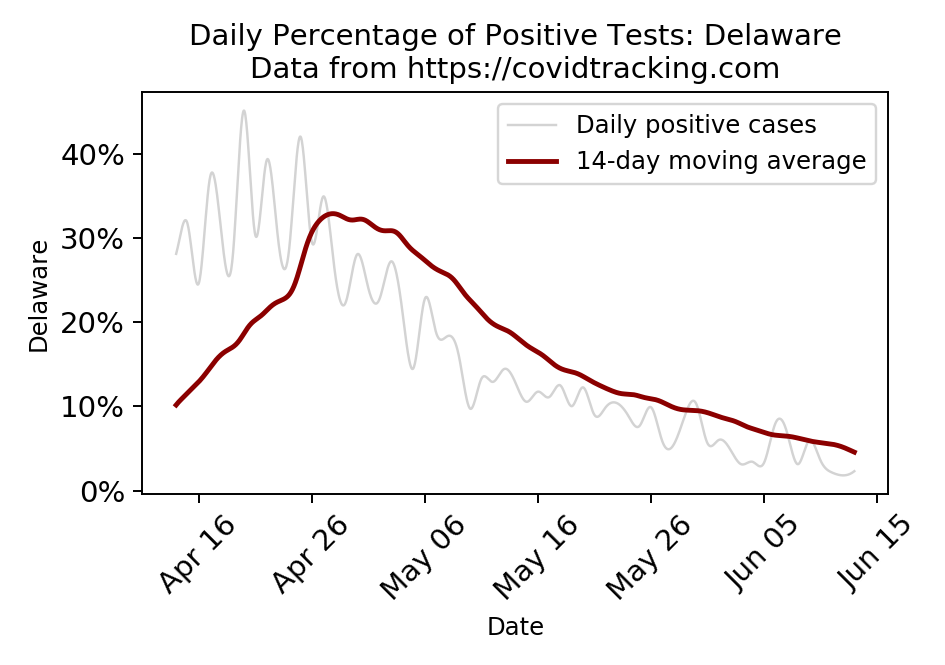 Daily Percentage of Positive Tests: Delaware
Data from https://covidtracking.com
Daily positive cases
14-day moving average
Delaware
40%
30%
20%
10%
0%
Apr 16
Apr 26
May 06
May 16
May 26
Jun 05
Jun 15
Date